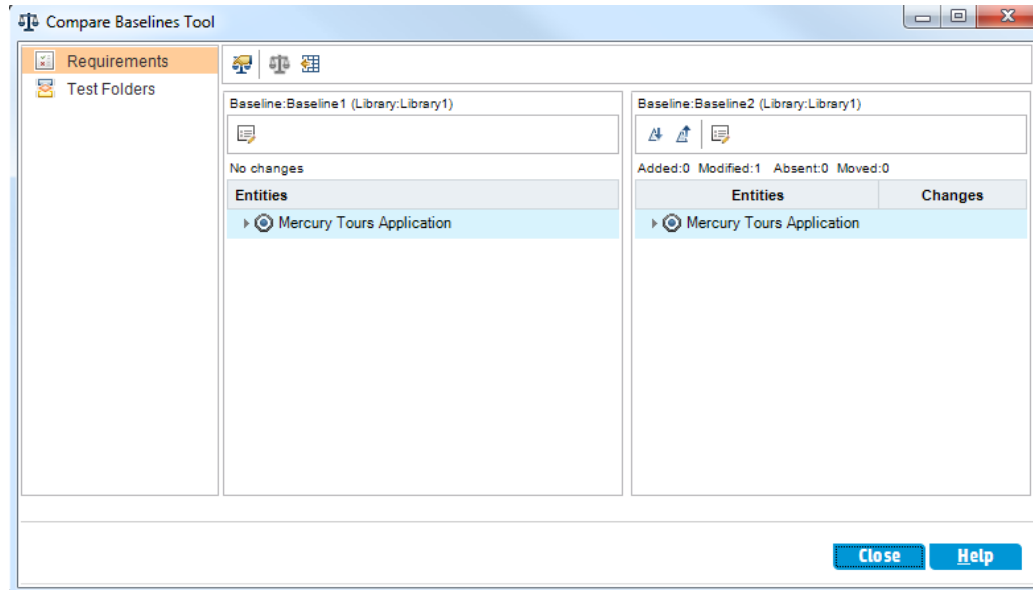 Compare Baselines Tool
Requirements
Test Folders
Baseline:Baseline1 (Library:Library1)
No changes
Entities
Mercury Tours Application
Baseline:Baseline2 (Library:Library1)
Added:0 Modified:1 Absent:0 Moved:0
Entities Changes
Mercury Tours Application
Close Help